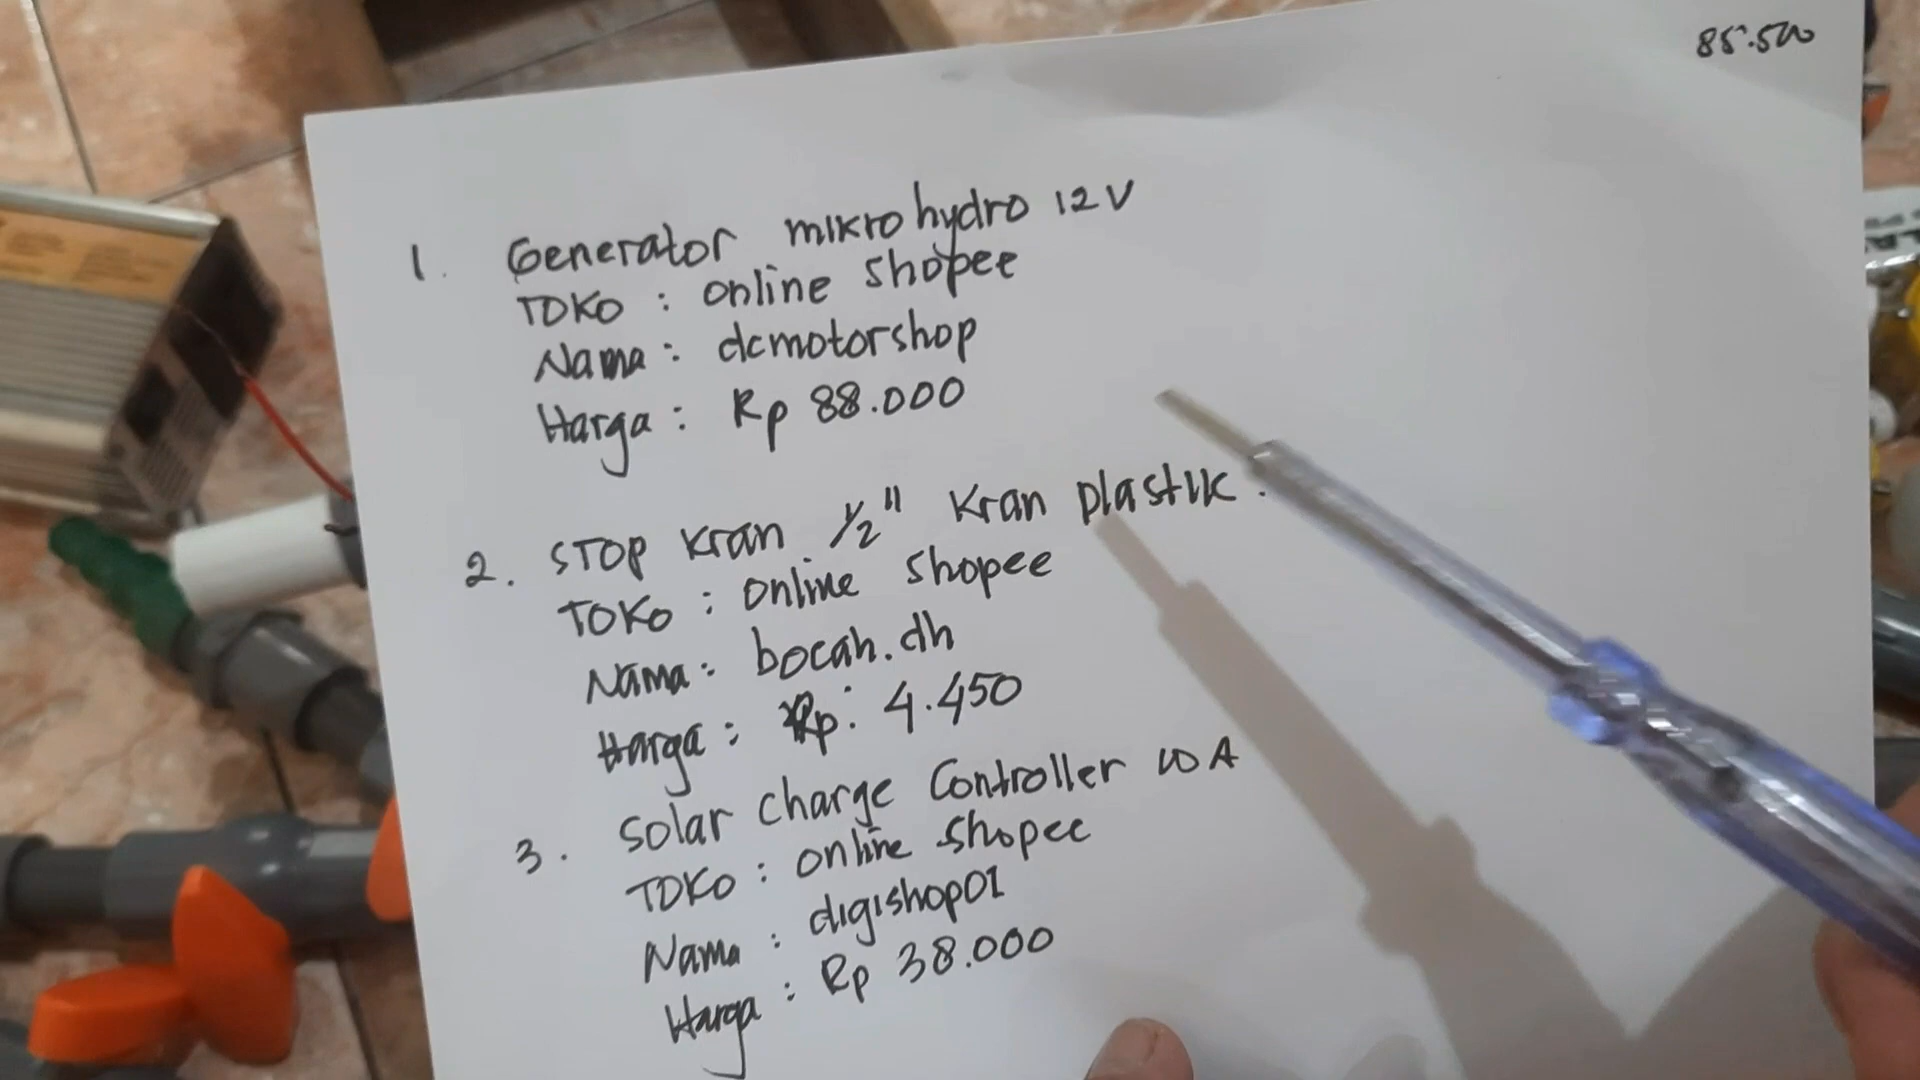 85.500
1. Generator mikro hydro 12 V
TOKO : online shopee
Nama : dcmotorshop
Harga : Rp 88.000
2. STOP Kran 1/2" Kran plastik.
TOKO : online shopee
Nama : bocah.dh
Harga : Rp: 4.450
3. Solar Charge Controller 10 A
TOKO : online shopee
Nama : digishop01
Harga : Rp 38.000